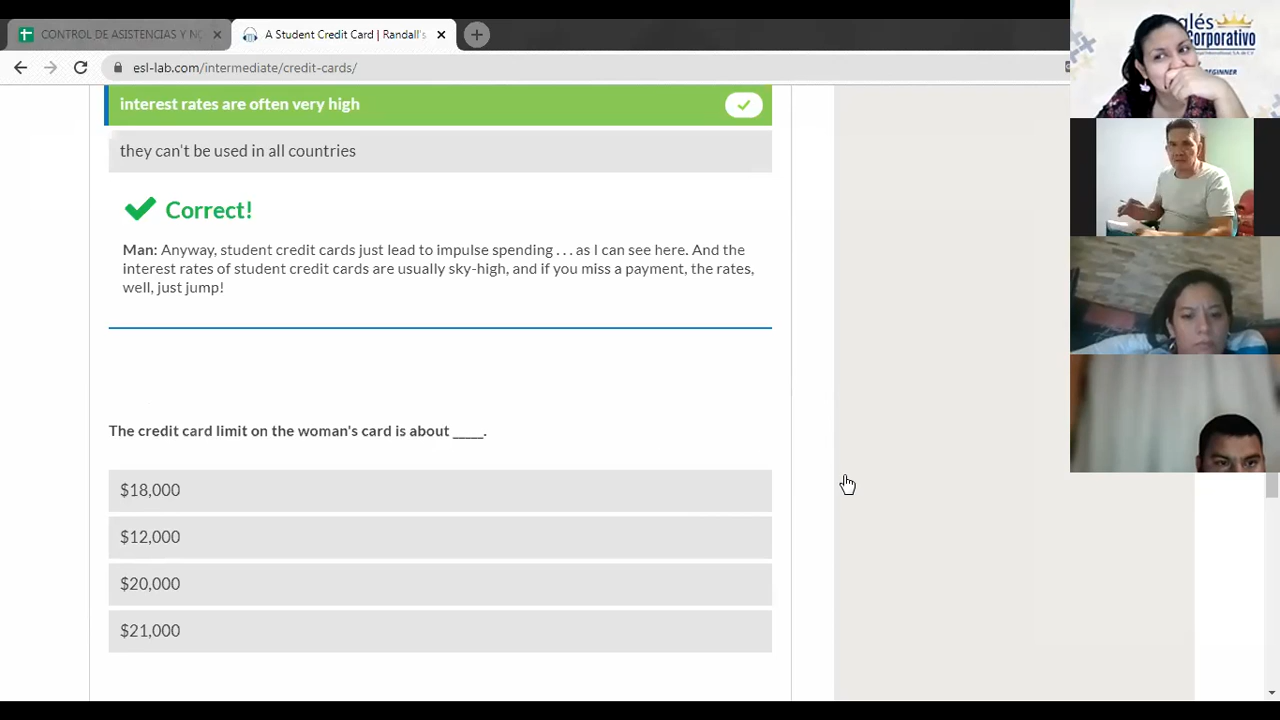 CONTROL DE ASISTENCIAS Y NO
A Student Credit Card | Randall's
esl-lab.com/intermediate/credit-cards/
glés
Corporativo
BEGINNER
interest rates are often very high
they can't be used in all countries
Correct!
Man: Anyway, student credit cards just lead to impulse spending . . . as I can see here. And the
interest rates of student credit cards are usually sky-high, and if you miss a payment, the rates,
well, just jump!
The credit card limit on the woman's card is about _____.
$18,000
$12,000
$20,000
$21,000